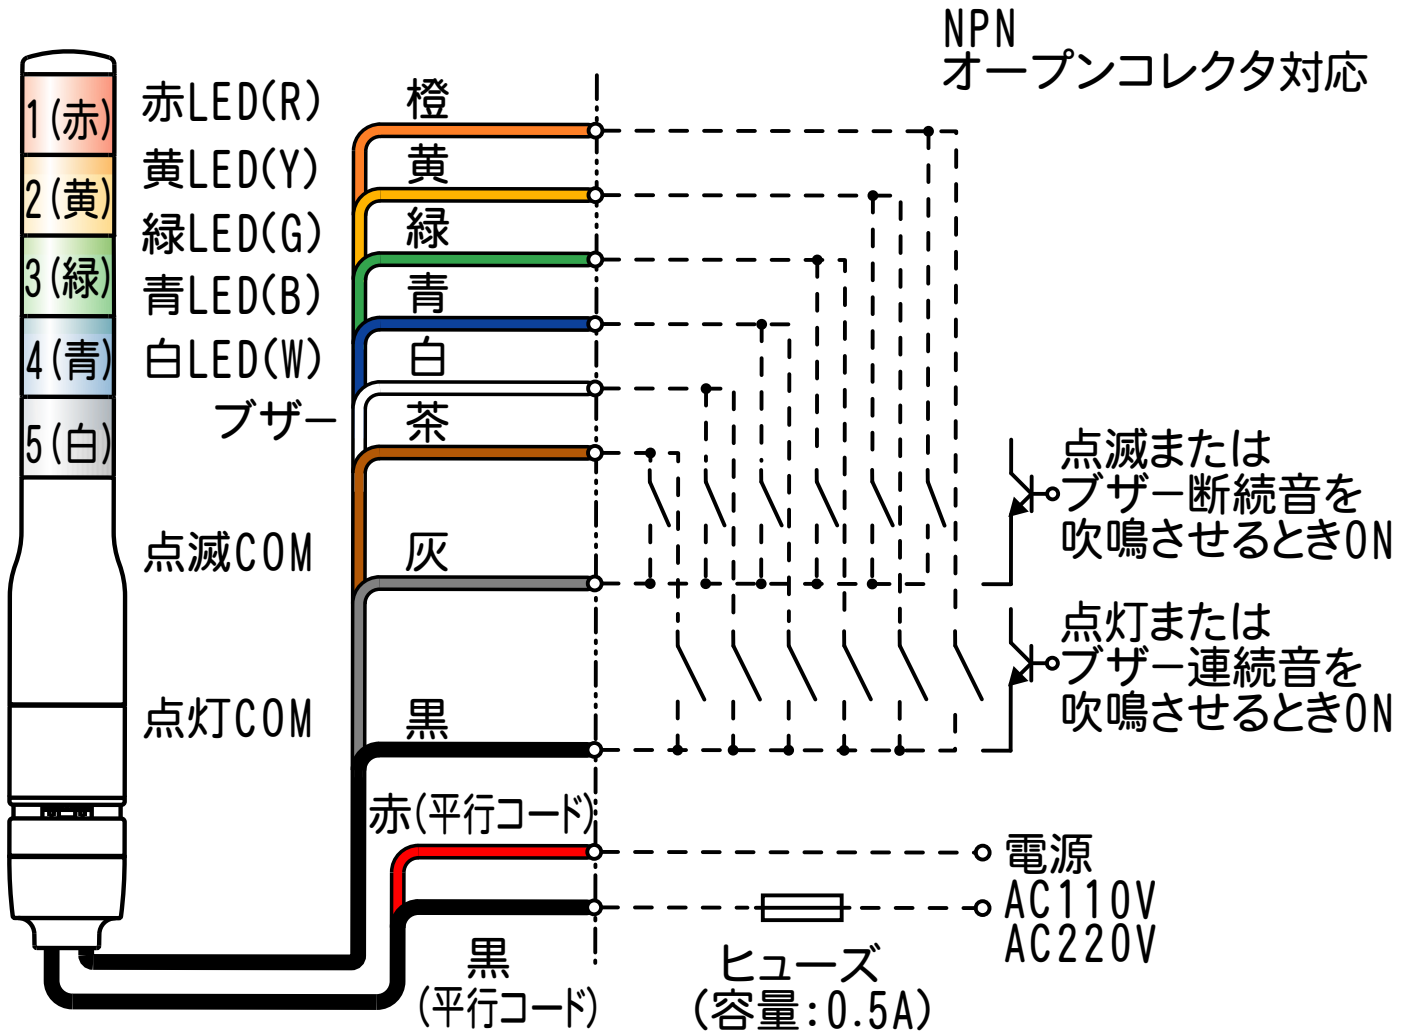 NPN
オープンコレクタ対応
1(赤)
2(黄)
3(緑)
4(青)
5(白)
赤LED(R)
黄LED(Y)
緑LED(G)
青LED(B)
白LED(W)
ブザー
点滅COM
点灯COM
橙
黄
緑
青
白
茶
灰
黒
赤(平行コード)
黒
(平行コード)
点滅または
ブザー断続音を
吹鳴させるときON
点灯または
ブザー連続音を
吹鳴させるときON
電源
AC110V
AC220V
ヒューズ
(容量:0.5A)